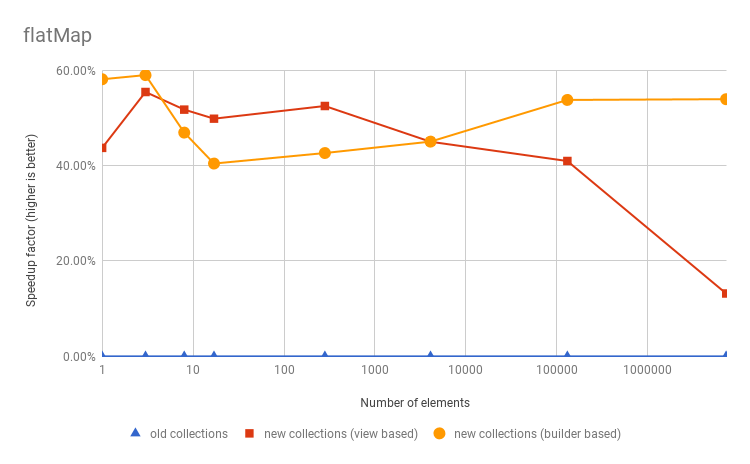 flatMap
60.00%
40.00%
20.00%
0.00%
Speedup factor (higher is better)
1 10 100 1000 10000 100000 1000000
Number of elements
old collections new collections (view based) new collections (builder based)